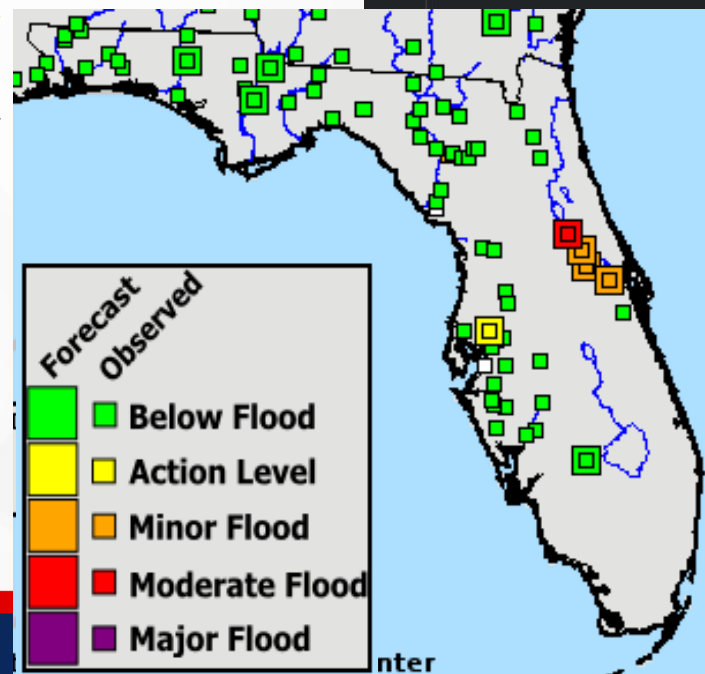 Forecast
Observed
Below Flood
Action Level
Minor Flood
Moderate Flood
Major Flood
nter